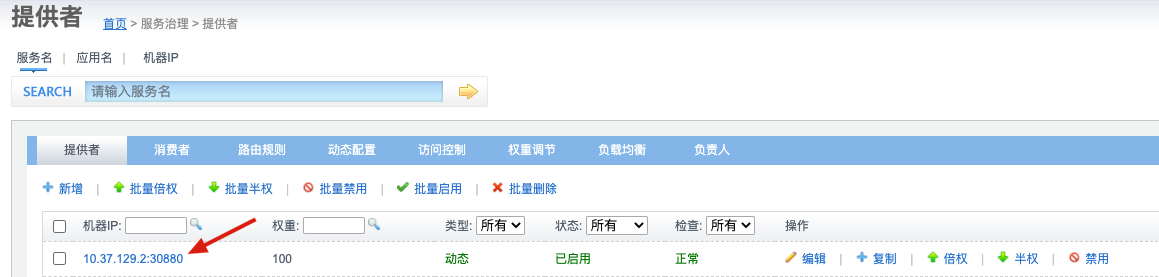 提供者 首页 > 服务治理 > 提供者
服务名 | 应用名 | 机器IP
SEARCH 请输入服务名
提供者 消费者 路由规则 动态配置 访问控制 权重调节 负载均衡 负责人
新增 | 批量倍权 | 批量半权 | 批量禁用 | 批量启用 | 批量删除
机器IP: 权重: 类型: 所有 状态: 所有 检查: 所有 操作
10.37.129.2:30880 100 动态 已启用 正常 编辑 | 复制 | 倍权 | 半权 | 禁用